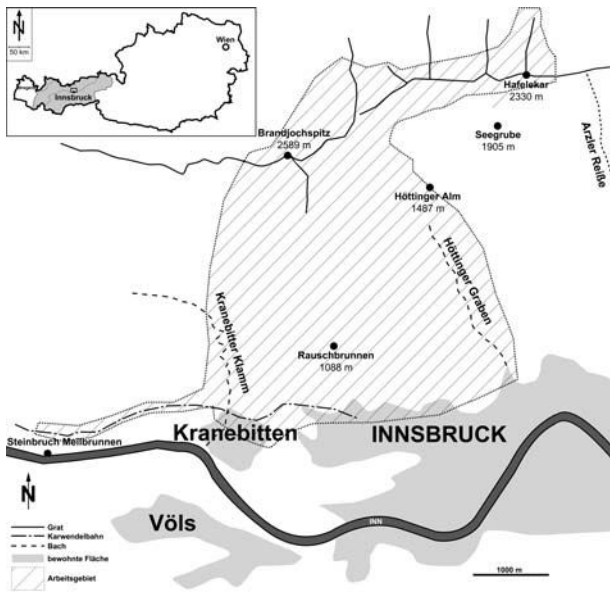 N
50 km
Wien
Innsbruck
Hafelekar
2330 m
Seegrube
1905 m
Arzler Reiße
Brandjochspitz
2589 m
Höttinger Alm
1487 m
Höttinger Graben
Kranebitter Klamm
Rauschbrunnen
1088 m
Kranebitten
INNSBRUCK
Steinbruch Meilbrunnen
N
Völs
INN
Grat
Karwendelbahn
Bach
bewohnte Fläche
Arbeitsgebiet
1000 m